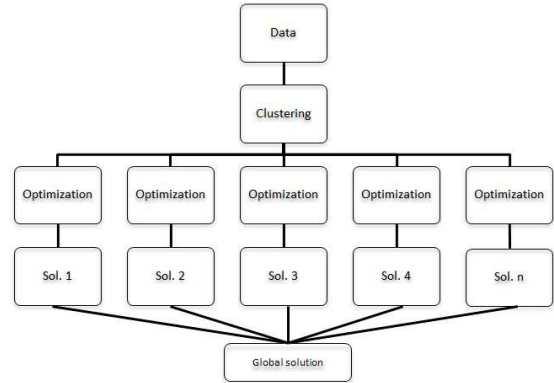 Data
Clustering
Optimization
Optimization
Optimization
Optimization
Optimization
Sol. 1
Sol. 2
Sol. 3
Sol. 4
Sol. n
Global solution